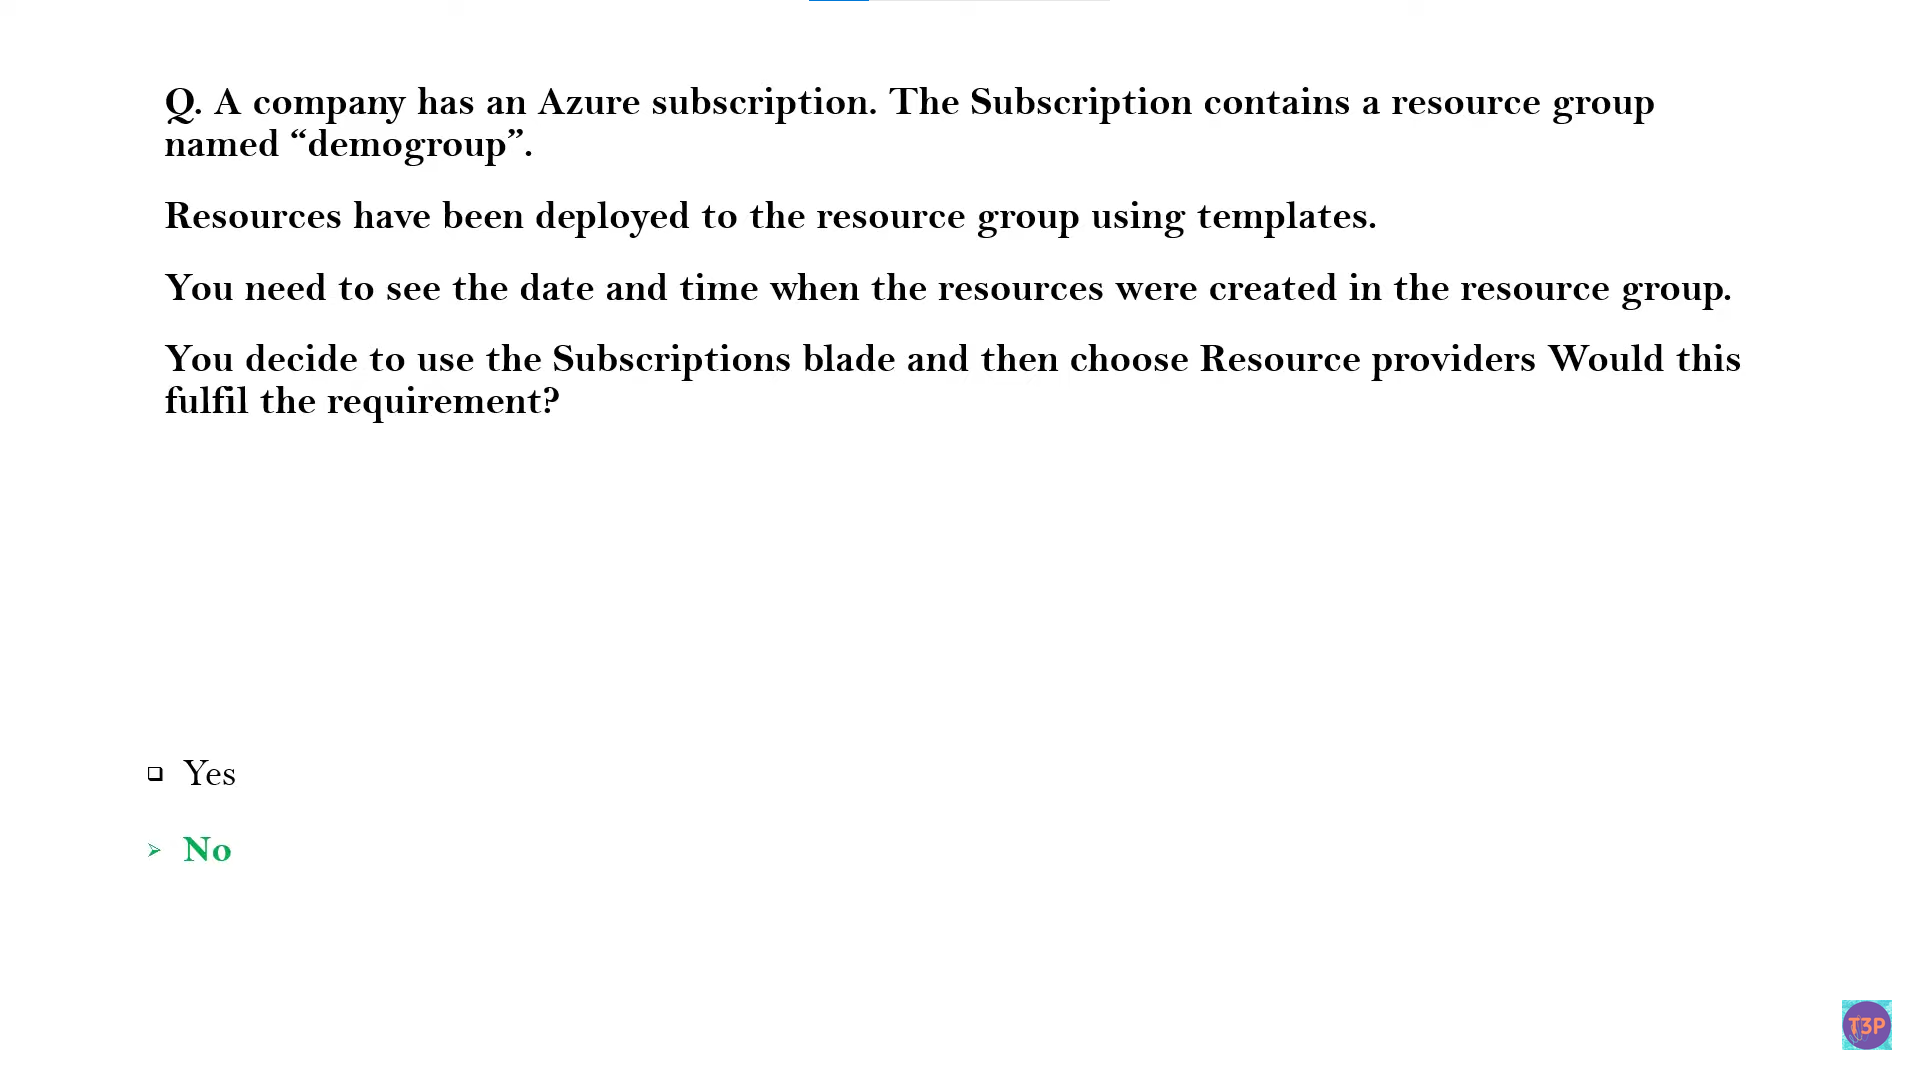 Q. A company has an Azure subscription. The Subscription contains a resource group
named “demogroup”.
Resources have been deployed to the resource group using templates.
You need to see the date and time when the resources were created in the resource group.
You decide to use the Subscriptions blade and then choose Resource providers Would this
fulfil the requirement?
Yes
No
T3P